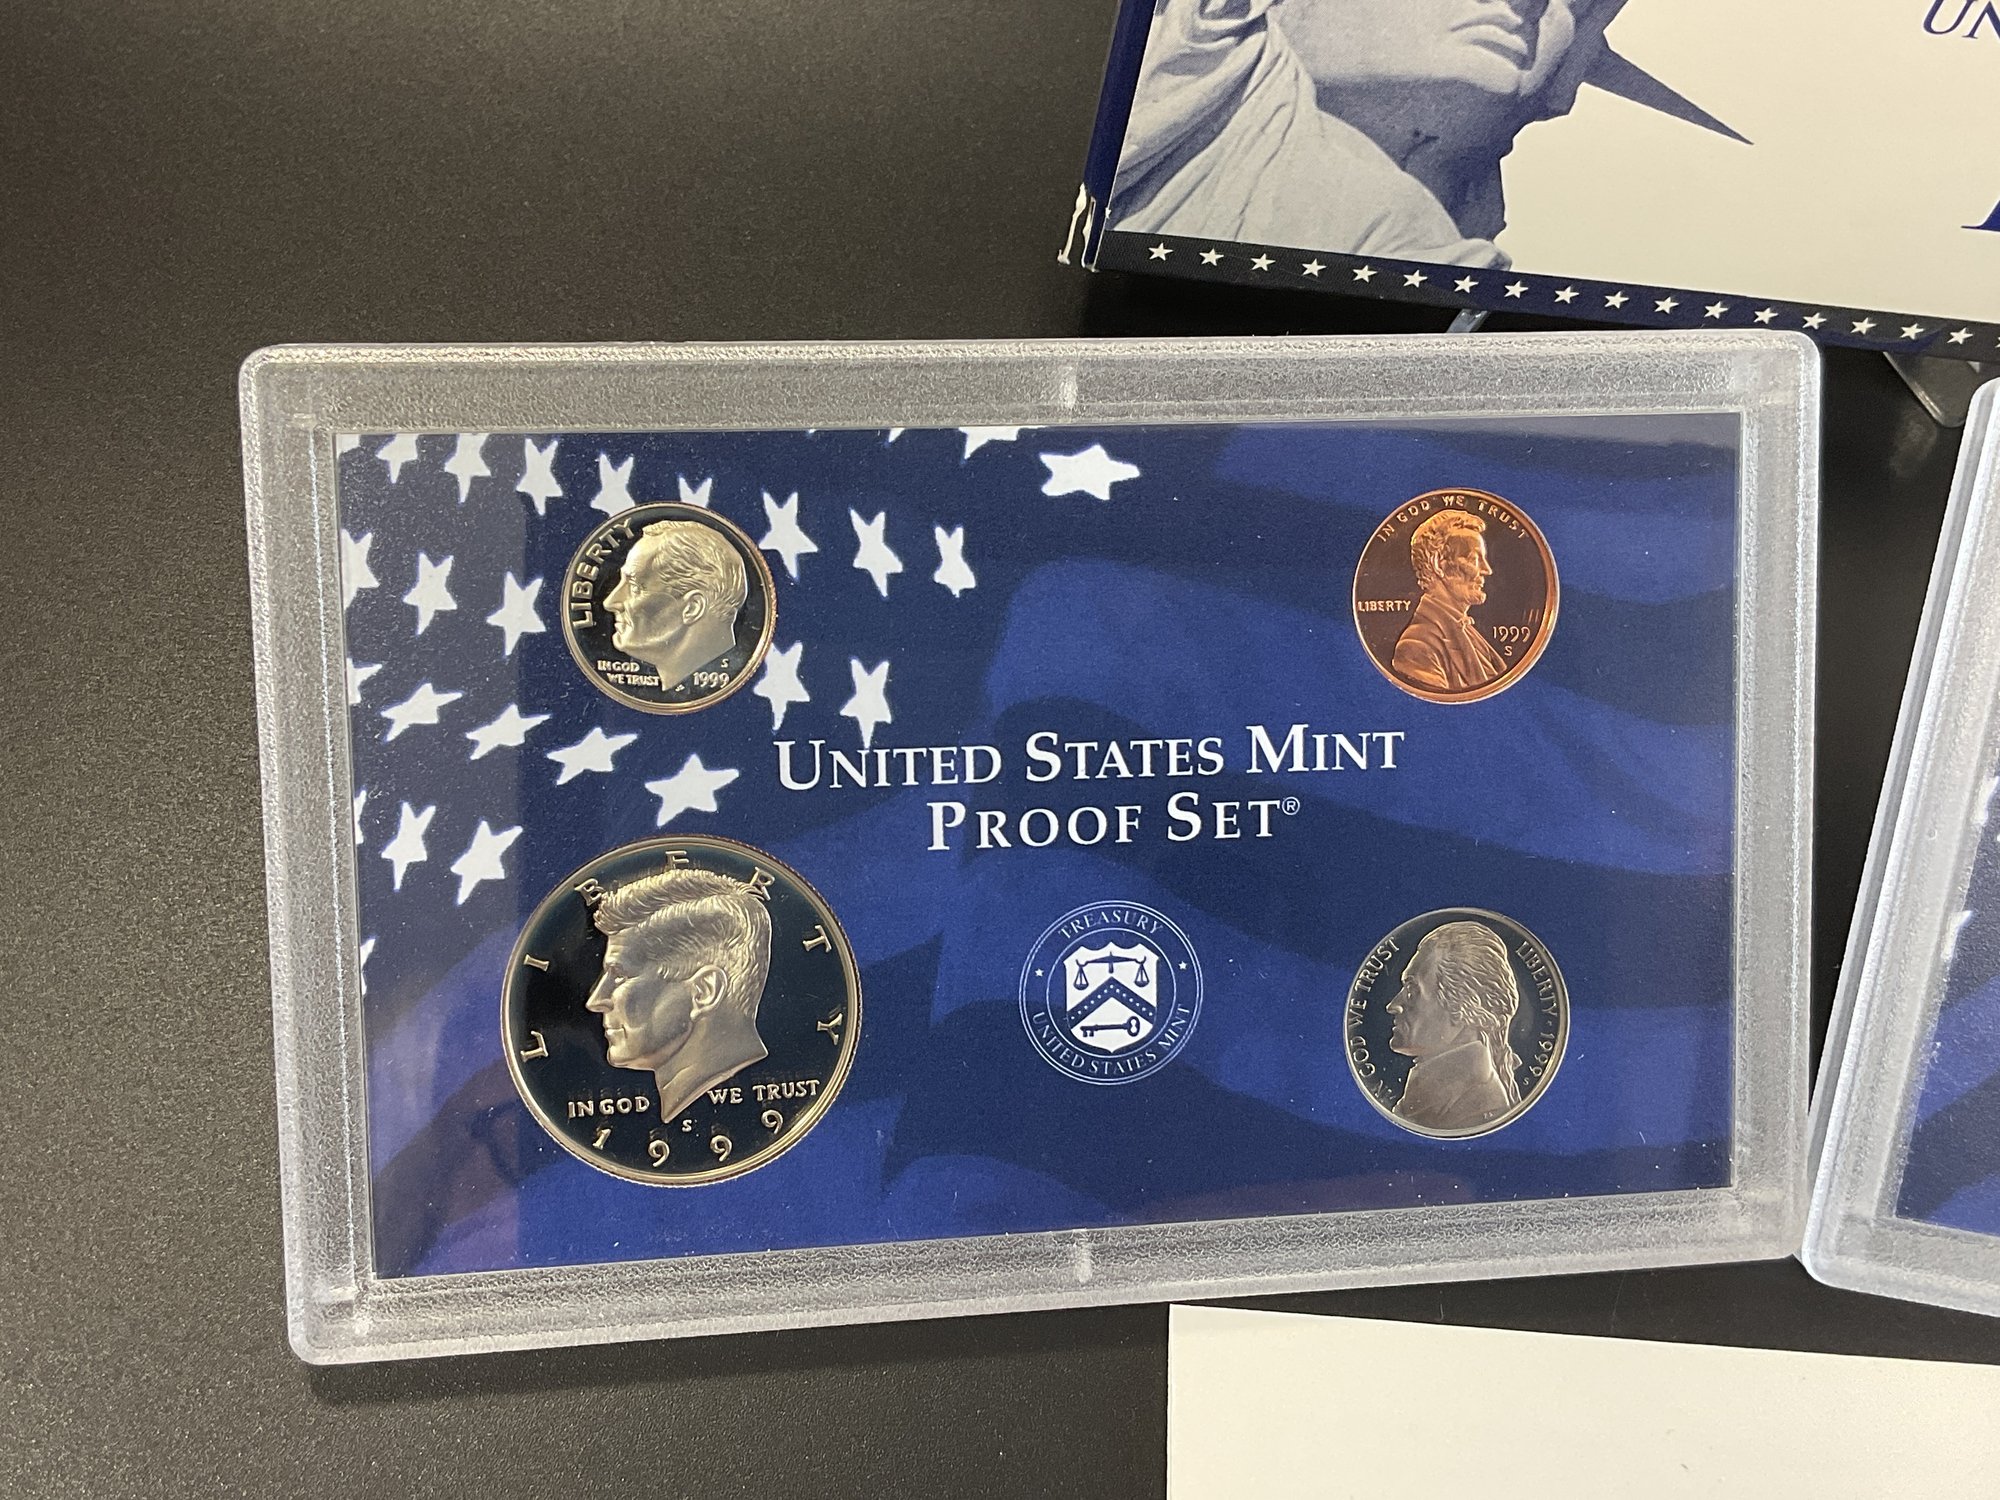 UN
LIBERTY
IN GOD
WE TRUST
S
1999
IN GOD WE TRUST
LIBERTY
1999
S
UNITED STATES MINT
PROOF SET®
LIBERTY
IN GOD WE TRUST
S
1999
TREASURY
UNITED STATES MINT
IN GOD WE TRUST
LIBERTY · 1999
S